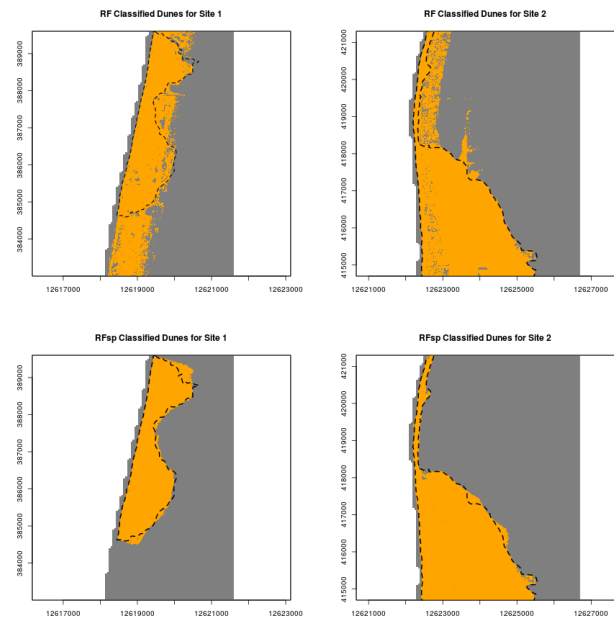 RF Classified Dunes for Site 1
384000 385000 386000 387000 388000 389000
12617000 12619000 12621000 12623000
RF Classified Dunes for Site 2
415000 416000 417000 418000 419000 420000 421000
12621000 12623000 12625000 12627000
RFsp Classified Dunes for Site 1
384000 385000 386000 387000 388000 389000
12617000 12619000 12621000 12623000
RFsp Classified Dunes for Site 2
415000 416000 417000 418000 419000 420000 421000
12621000 12623000 12625000 12627000